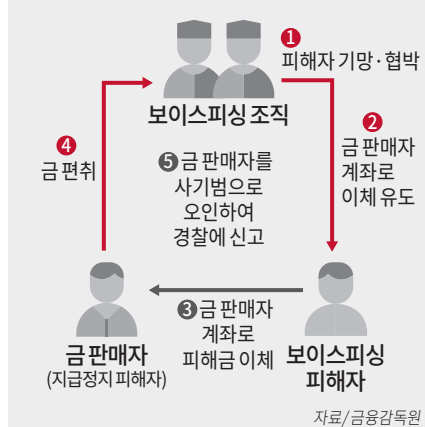 ❶
피해자 기망·협박
보이스피싱 조직
❷
금 판매자
계좌로
이체 유도
❹
금 편취
❺ 금 판매자를
사기범으로
오인하여
경찰에 신고
❸ 금 판매자
계좌로
피해금 이체
금 판매자
(지급정지 피해자)
보이스피싱
피해자
자료/금융감독원